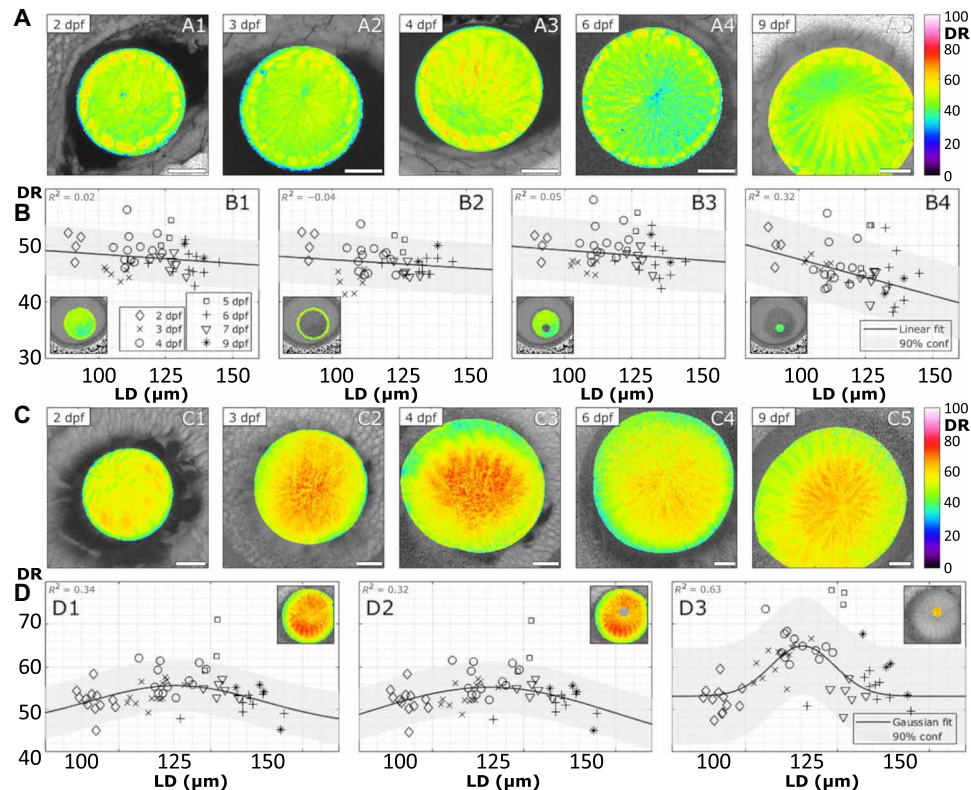 A
2 dpf A1
3 dpf A2
4 dpf A3
6 dpf A4
9 dpf A5
100
DR
80
60
40
20
0
DR
B
R² = 0.02 B1
R² = −0.04 B2
R² = 0.05 B3
R² = 0.32 B4
50
40
30
2 dpf
3 dpf
4 dpf
5 dpf
6 dpf
7 dpf
9 dpf
Linear fit
90% conf
100 125 150
100 125 150
100 125 150
100 125 150
LD (μm)
LD (μm)
LD (μm)
LD (μm)
C
2 dpf C1
3 dpf C2
4 dpf C3
6 dpf C4
9 dpf C5
100
DR
80
60
40
20
0
DR
D
R² = 0.34
D1
R² = 0.32
D2
R² = 0.63
D3
70
60
50
40
Gaussian fit
90% conf
100 125 150
100 125 150
100 125 150
LD (μm)
LD (μm)
LD (μm)